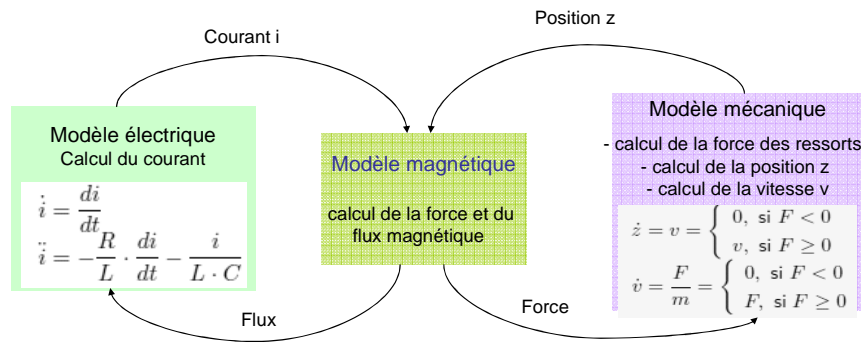 Courant i
Position z
Modèle électrique
Calcul du courant
i̇ = di/dt
ï = -R/L · di/dt - i/(L · C)
Modèle magnétique
calcul de la force et du
flux magnétique
Modèle mécanique
- calcul de la force des ressorts
- calcul de la position z
- calcul de la vitesse v
ż = v = { 0, si F < 0
v, si F ≥ 0
v̇ = F/m = { 0, si F < 0
F, si F ≥ 0
Flux
Force